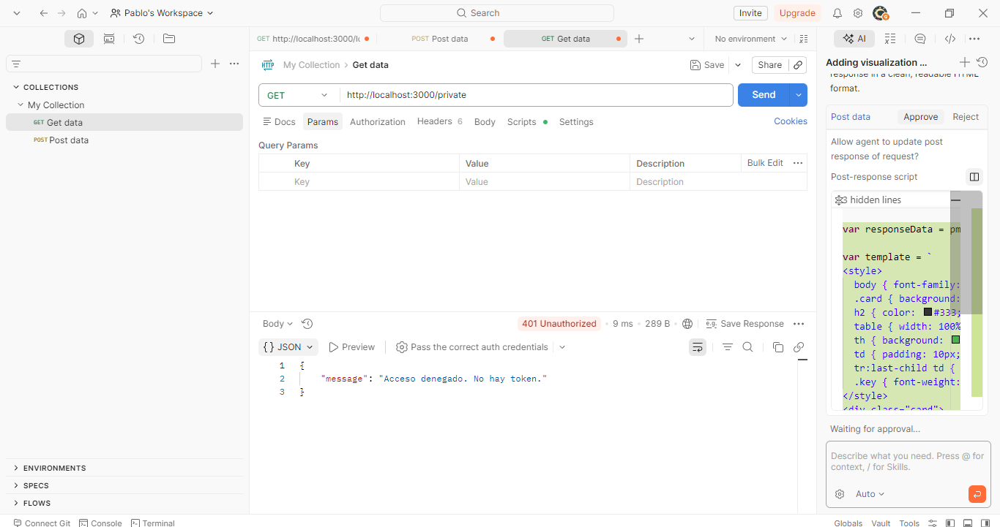 Pablo's Workspace
Search
Invite
Upgrade
GET http://localhost:3000/l
POST Post data
GET Get data
No environment
AI
HTTP My Collection > Get data
Save
Share
Adding visualization ...
response in a clean, readable HTML
format.
COLLECTIONS
My Collection
GET Get data
POST Post data
GET
http://localhost:3000/private
Send
Docs
Params
Authorization
Headers 6
Body
Scripts
Settings
Cookies
Query Params
Key
Value
Description
Bulk Edit
Key
Value
Description
Post data
Approve
Reject
Allow agent to update post
response of request?
Post-response script
3 hidden lines
var responseData = pm
var template = `
<style>
body { font-family:
.card { background:
h2 { color: #333;
table { width: 100%
th { background:
td { padding: 10px;
tr:last-child td {
.key { font-weight:
</style>
<div class="card">
Waiting for approval...
Describe what you need. Press @ for
context, / for Skills.
Auto
Body
401 Unauthorized
9 ms
289 B
e.g. Save Response
{} JSON
Preview
Pass the correct auth credentials
1 {
2 "message": "Acceso denegado. No hay token."
3 }
ENVIRONMENTS
SPECS
FLOWS
Connect Git
Console
Terminal
Globals
Vault
Tools